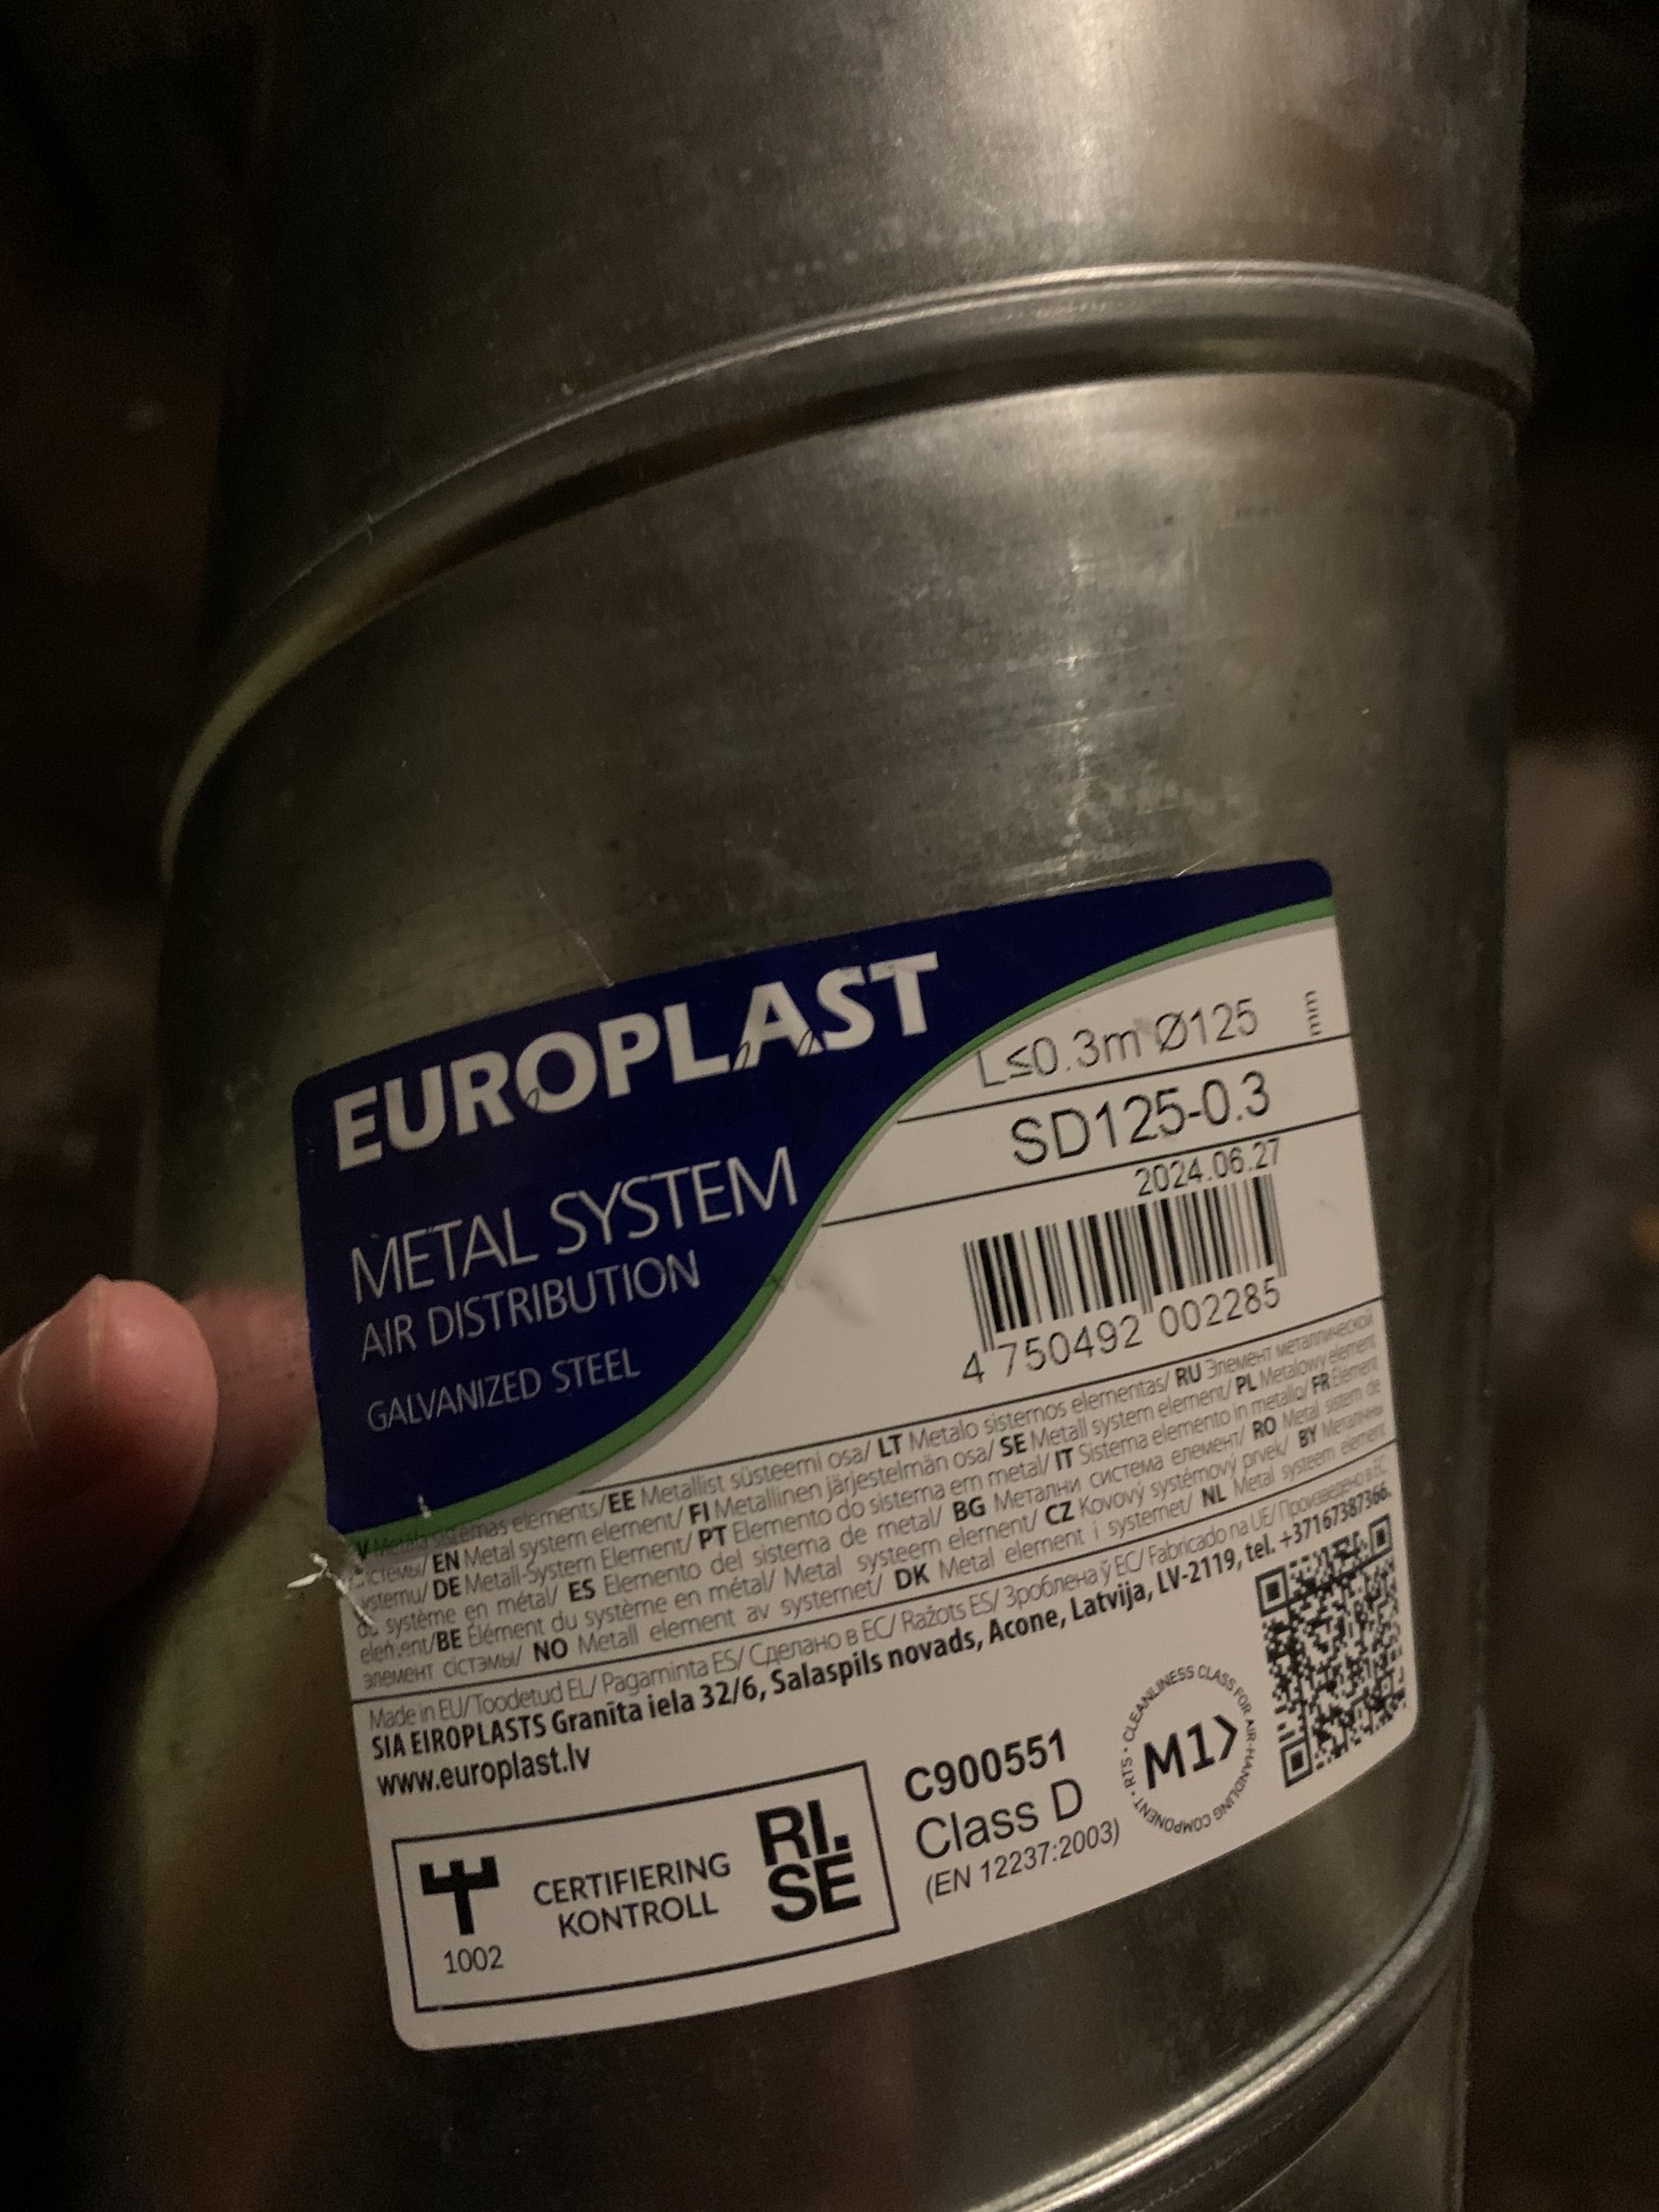 EUROPLAST
METAL SYSTEM
AIR DISTRIBUTION
GALVANIZED STEEL
L≤0.3m Ø125 mm
SD125-0.3
2024.06.27
4 750492 002285
V Metāla sistēmas elements/ EE Metallist süsteemi osa/ LT Metalo sistemos elementas/ RU Элемент металлической
системы/ EN Metal system element/ FI Metallinen järjestelmän osa/ SE Metall system element/ PL Metalowy element
systemu/ DE Metall-System Element/ PT Elemento do sistema em metal/ IT Sistema elemento in metallo/ FR Élément
du système en métal/ ES Elemento del sistema de metal/ BG Метални система елемент/ RO Metal sistem de
element/BE Élément du système en métal/ Metal systeem element/ CZ Kovový systémový prvek/ BY Металічны
элемент сістэмы/ NO Metall element av systemet/ DK Metal element i systemet/ NL Metal systeem element
Made in EU/Toodetud EL/ Pagaminta ES/ Сделано в ЕС/ Ražots ES/ Зроблена ў ЕС/ Fabricado na UE/ Произведено в ЕС
SIA EIROPLASTS Granīta iela 32/6, Salaspils novads, Acone, Latvija, LV-2119, tel. +37167387366.
www.europlast.lv
1002
CERTIFIERING
KONTROLL
RI.
SE
C900551
Class D
(EN 12237:2003)
M1
RTS • CLEANLINESS CLASS FOR AIR-HANDLING COMPONENT •